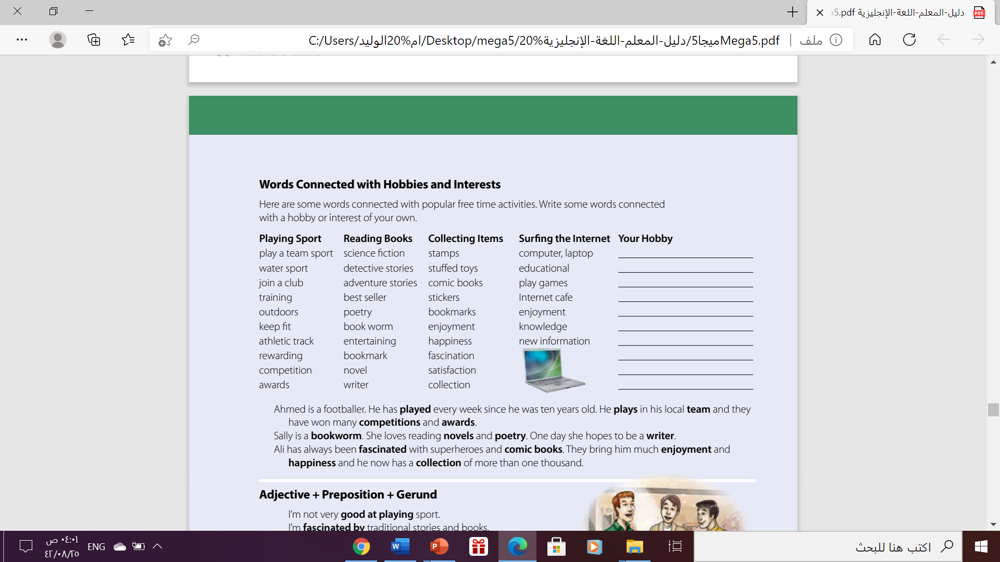 دليل-المعلم-اللغة-الإنجليزية a5.pdf
C:/Users/ام%20الوليد/Desktop/mega5/دليل-المعلم-اللغة-الإنجليزية%20ميجا5Mega5.pdf
ملف
Words Connected with Hobbies and Interests
Here are some words connected with popular free time activities. Write some words connected
with a hobby or interest of your own.
Playing Sport Reading Books Collecting Items Surfing the Internet Your Hobby
play a team sport science fiction stamps computer, laptop
water sport detective stories stuffed toys educational
join a club adventure stories comic books play games
training best seller stickers Internet cafe
outdoors poetry bookmarks enjoyment
keep fit book worm enjoyment knowledge
athletic track entertaining happiness new information
rewarding bookmark fascination
competition novel satisfaction
awards writer collection
Ahmed is a footballer. He has played every week since he was ten years old. He plays in his local team and they
have won many competitions and awards.
Sally is a bookworm. She loves reading novels and poetry. One day she hopes to be a writer.
Ali has always been fascinated with superheroes and comic books. They bring him much enjoyment and
happiness and he now has a collection of more than one thousand.
Adjective + Preposition + Gerund
I'm not very good at playing sport.
I'm fascinated by traditional stories and books.
٠٤:٠١ ص
ENG
٤٢/٠٨/٢٥
اكتب هنا للبحث